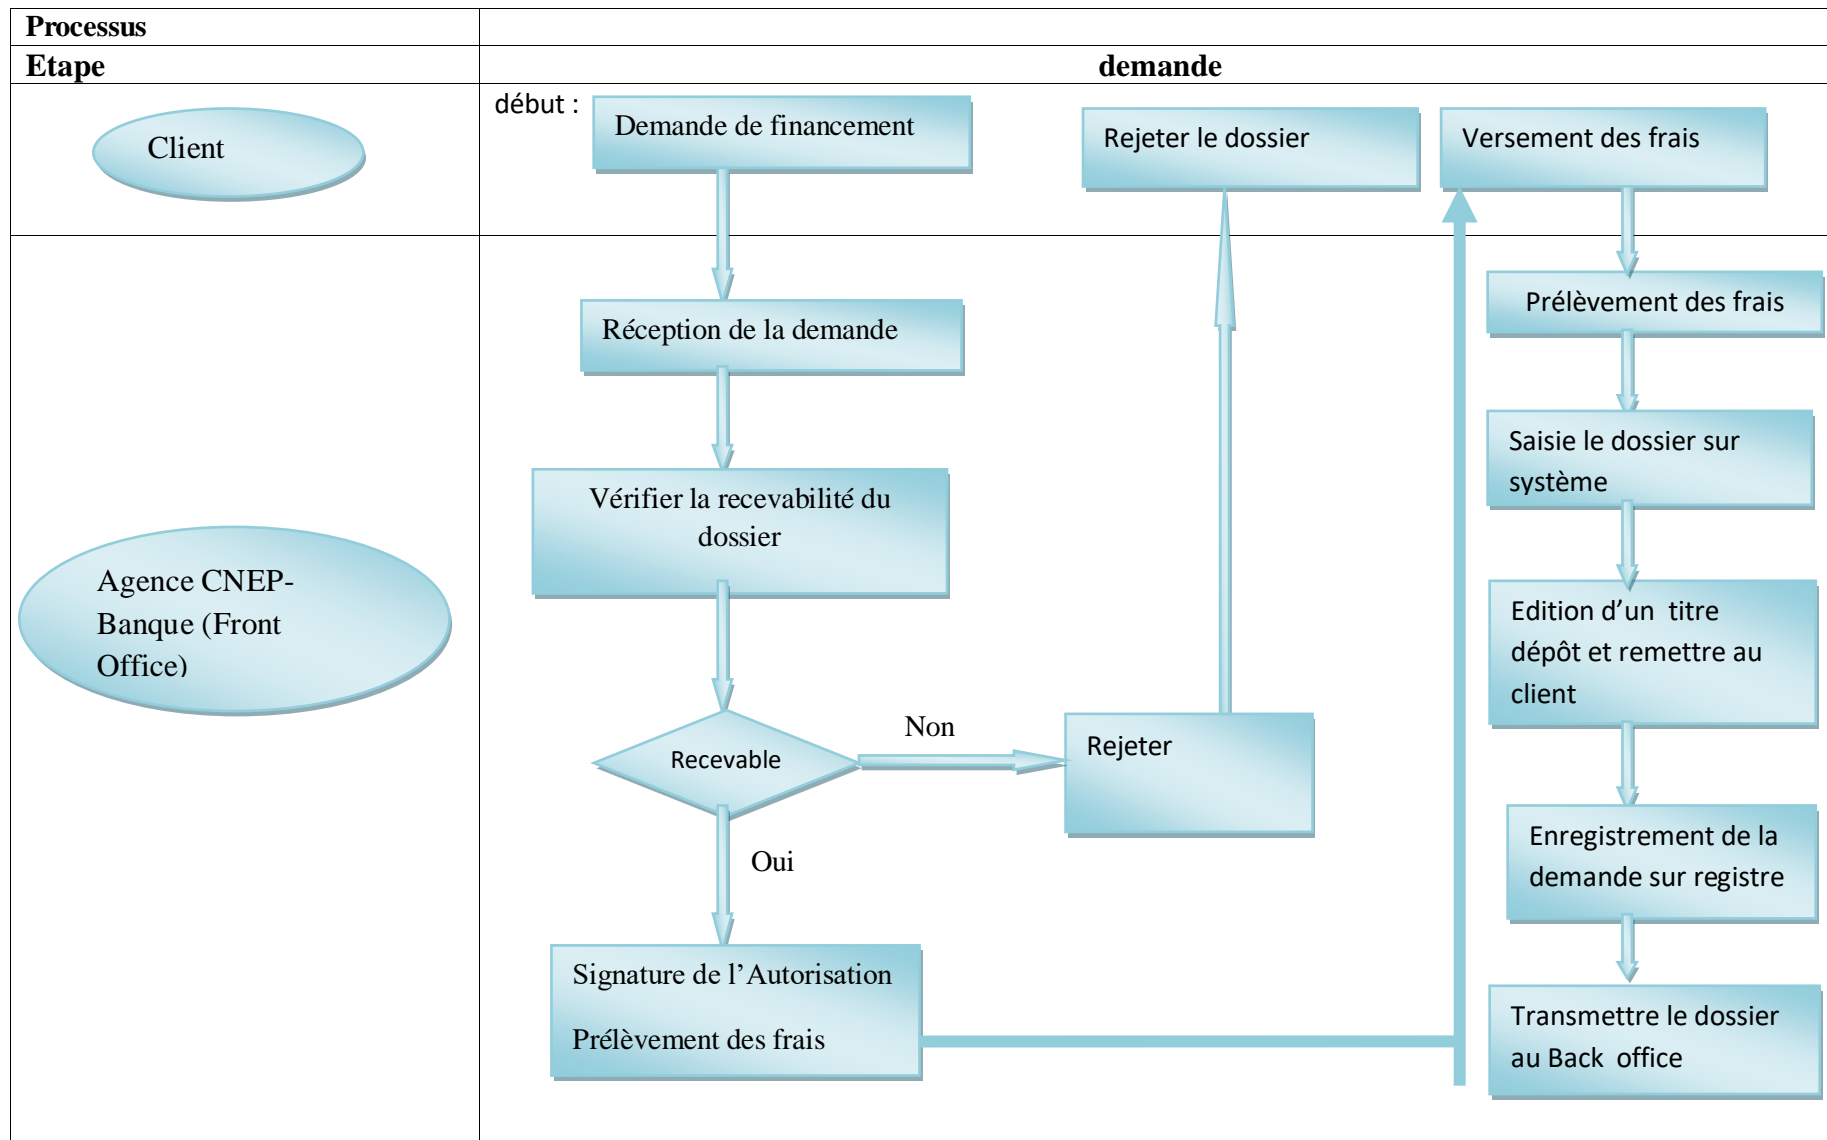 Processus
Etape
demande
Client
début :
Demande de financement
Rejeter le dossier
Versement des frais
Agence CNEP-
Banque (Front
Office)
Réception de la demande
Vérifier la recevabilité du
dossier
Recevable
Non
Rejeter
Oui
Signature de l’Autorisation
Prélèvement des frais
Prélèvement des frais
Saisie le dossier sur
système
Edition d’un titre
dépôt et remettre au
client
Enregistrement de la
demande sur registre
Transmettre le dossier
au Back office